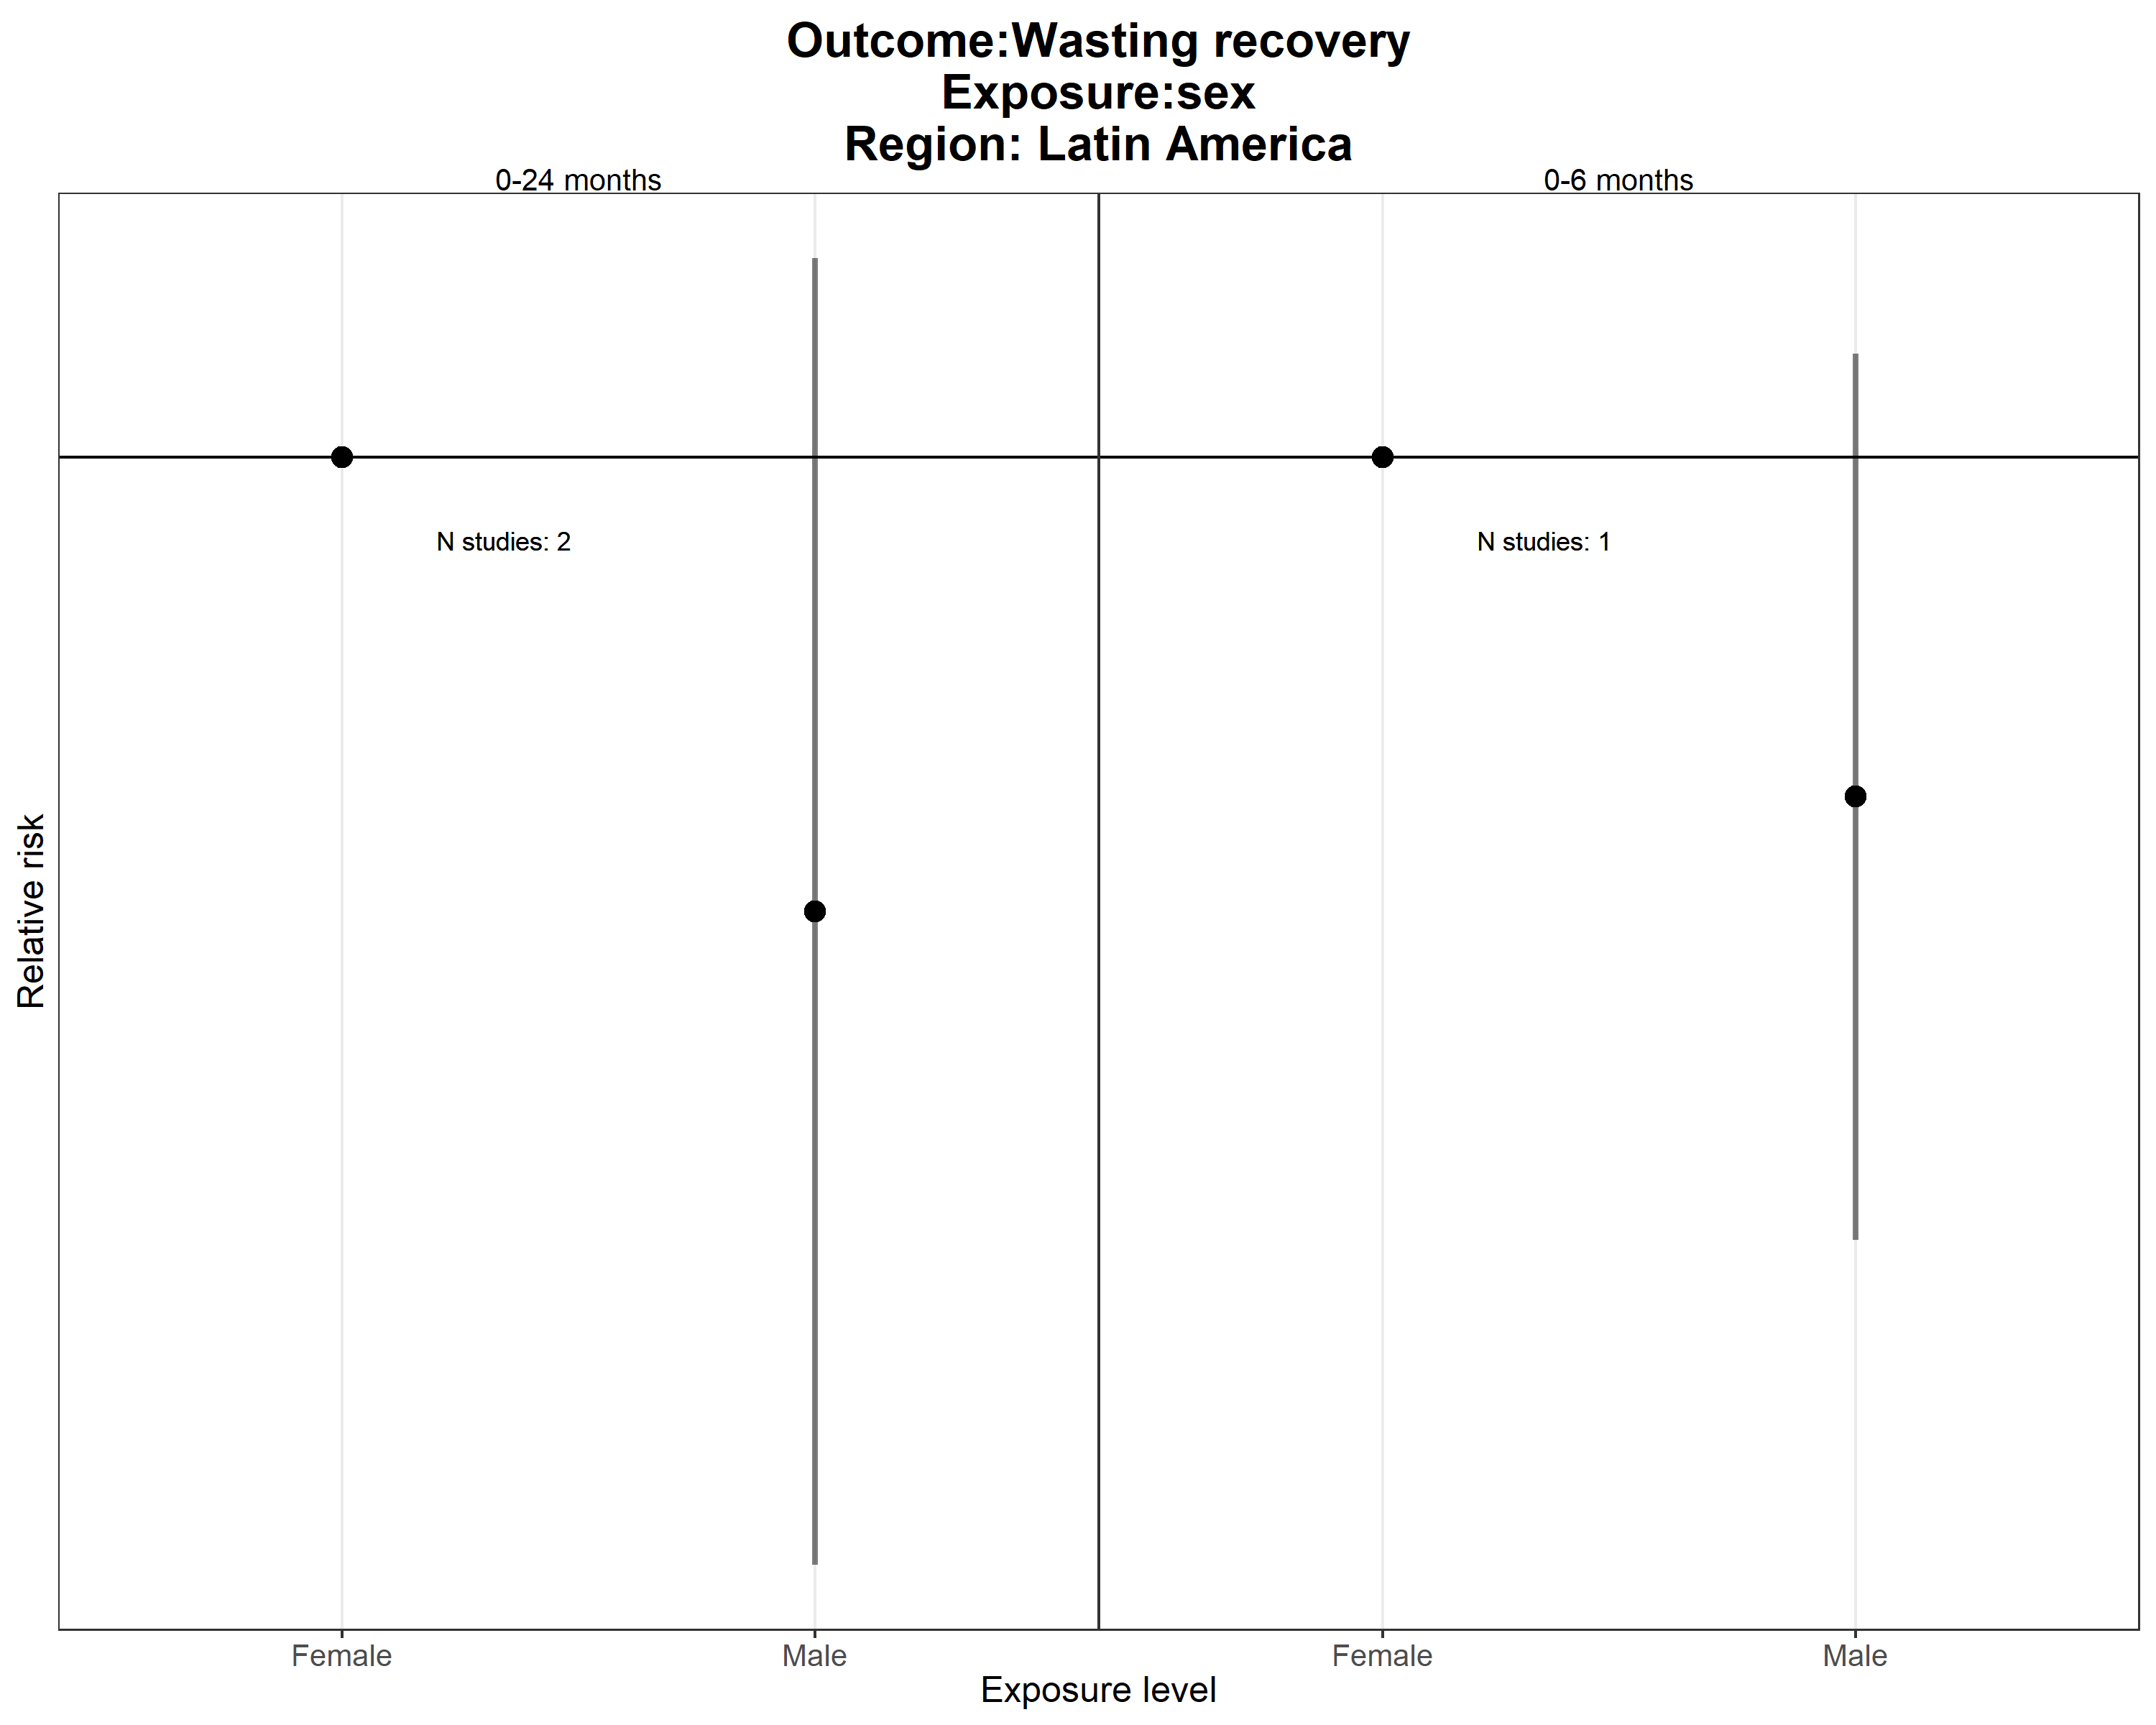 Outcome:Wasting recovery
Exposure:sex
Region: Latin America
0-24 months
0-6 months
N studies: 2
N studies: 1
Relative risk
Female
Male
Female
Male
Exposure level